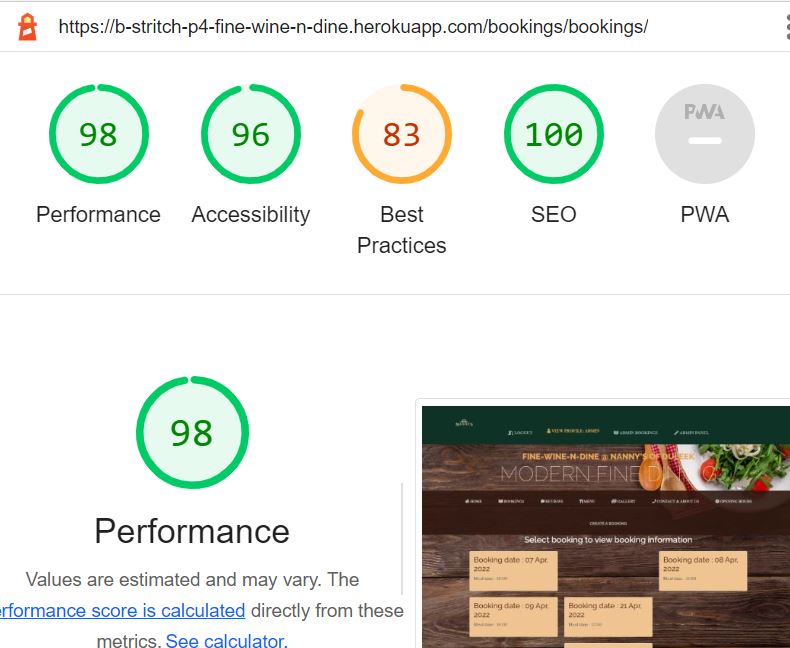 https://b-stritch-p4-fine-wine-n-dine.herokuapp.com/bookings/bookings/
98 96 83 100 PWA
Performance Accessibility Best Practices SEO PWA
98
Performance
Values are estimated and may vary. The
erformance score is calculated directly from these
metrics. See calculator.
LOGOUT VIEW PROFILE: ADMIN ADMIN BOOKINGS ADMIN PANEL
FINE-WINE-N-DINE @ NANNY'S OF DULEEK
MODERN FINE DINING
HOME BOOKINGS REVIEWS MENU GALLERY CONTACT & ABOUT US OPENING HOURS
CREATE A BOOKING
Select booking to view booking information
Booking date : 07 Apr,
2022
Booking date : 08 Apr,
2022
Booking date : 09 Apr,
2022
Booking date : 21 Apr,
2022